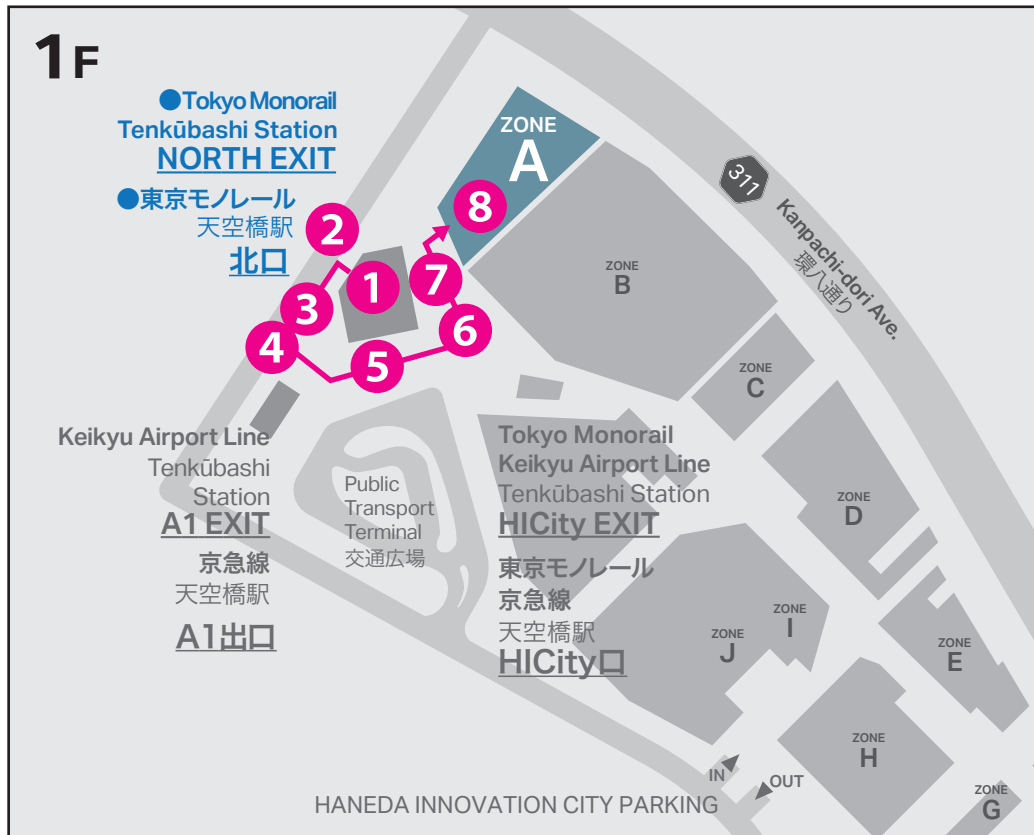 1F
●Tokyo Monorail
Tenkūbashi Station
NORTH EXIT
●東京モノレール
天空橋駅
北口
ZONE
A
8
2
1
7
3
6
4
5
311
Kanpachi-dori Ave.
環八通り
ZONE
B
ZONE
C
Keikyu Airport Line
Tenkūbashi
Station
A1 EXIT
京急線
天空橋駅
A1出口
Public
Transport
Terminal
交通広場
Tokyo Monorail
Keikyu Airport Line
Tenkūbashi Station
HICity EXIT
東京モノレール
京急線
天空橋駅
HICity口
ZONE
D
ZONE
I
ZONE
J
ZONE
E
ZONE
H
ZONE
G
IN
OUT
HANEDA INNOVATION CITY PARKING